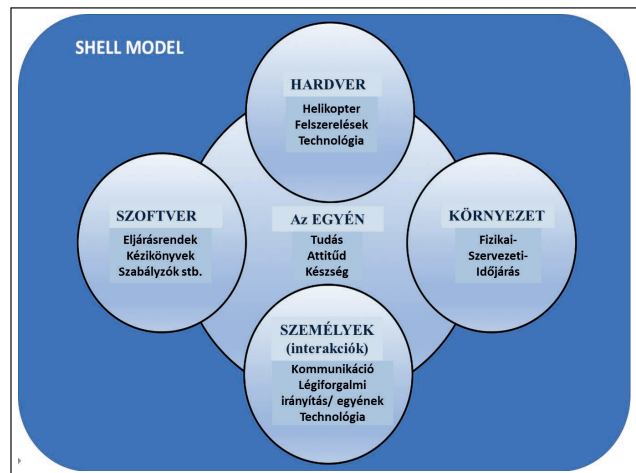 SHELL MODEL
HARDVER
Helikopter
Felszerelések
Technológia
SZOFTVER
Eljárásrendek
Kézikönyvek
Szabályzók stb.
Az EGYÉN
Tudás
Attitűd
Készség
KÖRNYEZET
Fizikai-
Szervezeti-
Időjárás
SZEMÉLYEK
(interakciók)
Kommunikáció
Légiforgalmi
irányítás/ egyének
Technológia